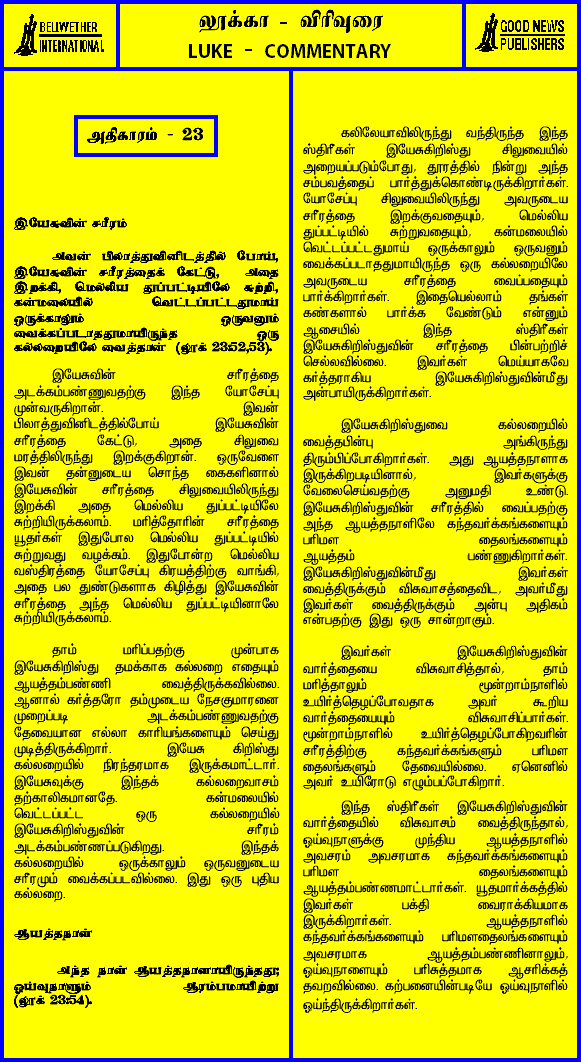 BELLWETHER
INTERNATIONAL
லூக்கா - விரிவுரை
LUKE - COMMENTARY
GOOD NEWS
PUBLISHERS
அதிகாரம் - 23
இயேசுவின் சரீரம்
அவன் பிலாத்துவினிடத்தில் போய்,
இயேசுவின் சரீரத்தைக் கேட்டு, அதை
இறக்கி, மெல்லிய துப்பட்டியிலே சுற்றி,
கன்மலையில் வெட்டப்பட்டதுமாய்
ஒருக்காலும் ஒருவனும்
வைக்கப்படாததுமாயிருந்த ஒரு
கல்லறையிலே வைத்தான் (லூக் 23:52,53).
இயேசுவின் சரீரத்தை
அடக்கம்பண்ணுவதற்கு இந்த யோசேப்பு
முன்வருகிறான். இவன்
பிலாத்துவினிடத்தில்போய் இயேசுவின்
சரீரத்தை கேட்டு, அதை சிலுவை
மரத்திலிருந்து இறக்குகிறான். ஒருவேளை
இவன் தன்னுடைய சொந்த கைகளினால்
இயேசுவின் சரீரத்தை சிலுவையிலிருந்து
இறக்கி அதை மெல்லிய துப்பட்டியிலே
சுற்றியிருக்கலாம். மரித்தோரின் சரீரத்தை
யூதர்கள் இதுபோல மெல்லிய துப்பட்டியில்
சுற்றுவது வழக்கம். இதுபோன்ற மெல்லிய
வஸ்திரத்தை யோசேப்பு கிரயத்திற்கு வாங்கி,
அதை பல துண்டுகளாக கிழித்து இயேசுவின்
சரீரத்தை அந்த மெல்லிய துப்பட்டியினாலே
சுற்றியிருக்கலாம்.
தாம் மரிப்பதற்கு முன்பாக
இயேசுகிறிஸ்து தமக்காக கல்லறை எதையும்
ஆயத்தம்பண்ணி வைத்திருக்கவில்லை.
ஆனால் கர்த்தரோ தம்முடைய நேசகுமாரனை
முறைப்படி அடக்கம்பண்ணுவதற்கு
தேவையான எல்லா காரியங்களையும் செய்து
முடித்திருக்கிறார். இயேசு கிறிஸ்து
கல்லறையில் நிரந்தரமாக இருக்கமாட்டார்.
இயேசுவுக்கு இந்தக் கல்லறைவாசம்
தற்காலிகமானதே. கன்மலையில்
வெட்டப்பட்ட ஒரு கல்லறையில்
இயேசுகிறிஸ்துவின் சரீரம்
அடக்கம்பண்ணப்படுகிறது. இந்தக்
கல்லறையில் ஒருக்காலும் ஒருவனுடைய
சரீரமும் வைக்கப்படவில்லை. இது ஒரு புதிய
கல்லறை.
ஆயத்தநாள்
அந்த நாள் ஆயத்தநாளாயிருந்தது;
ஓய்வுநாளும் ஆரம்பமாயிற்று
(லூக் 23:54).
கலிலேயாவிலிருந்து வந்திருந்த இந்த
ஸ்திரீகள் இயேசுகிறிஸ்து சிலுவையில்
அறையப்படும்போது, தூரத்தில் நின்று அந்த
சம்பவத்தைப் பார்த்துக்கொண்டிருக்கிறார்கள்.
யோசேப்பு சிலுவையிலிருந்து அவருடைய
சரீரத்தை இறக்குவதையும், மெல்லிய
துப்பட்டியில் சுற்றுவதையும், கன்மலையில்
வெட்டப்பட்டதுமாய் ஒருக்காலும் ஒருவனும்
வைக்கப்படாததுமாயிருந்த ஒரு கல்லறையிலே
அவருடைய சரீரத்தை வைப்பதையும்
பார்க்கிறார்கள். இதையெல்லாம் தங்கள்
கண்களால் பார்க்க வேண்டும் என்னும்
ஆசையில் இந்த ஸ்திரீகள்
இயேசுகிறிஸ்துவின் சரீரத்தை பின்பற்றிச்
செல்லவில்லை. இவர்கள் மெய்யாகவே
கர்த்தராகிய இயேசுகிறிஸ்துவின்மீது
அன்பாயிருக்கிறார்கள்.
இயேசுகிறிஸ்துவை கல்லறையில்
வைத்தபின்பு அங்கிருந்து
திரும்பிப்போகிறார்கள். அது ஆயத்தநாளாக
இருக்கிறபடியினால், இவர்களுக்கு
வேலைசெய்வதற்கு அனுமதி உண்டு.
இயேசுகிறிஸ்துவின் சரீரத்தில் வைப்பதற்கு
அந்த ஆயத்தநாளிலே கந்தவர்க்கங்களையும்
பரிமள தைலங்களையும்
ஆயத்தம் பண்ணுகிறார்கள்.
இயேசுகிறிஸ்துவின்மீது இவர்கள்
வைத்திருக்கும் விசுவாசத்தைவிட, அவர்மீது
இவர்கள் வைத்திருக்கும் அன்பு அதிகம்
என்பதற்கு இது ஒரு சான்றாகும்.
இவர்கள் இயேசுகிறிஸ்துவின்
வார்த்தையை விசுவாசித்தால், தாம்
மரித்தாலும் மூன்றாம்நாளில்
உயிர்த்தெழுப்போவதாக அவர் கூறிய
வார்த்தையையும் விசுவாசிப்பார்கள்.
மூன்றாம்நாளில் உயிர்த்தெழப்போகிறவரின்
சரீரத்திற்கு கந்தவர்க்கங்களும் பரிமள
தைலங்களும் தேவையில்லை. ஏனெனில்
அவர் உயிரோடு எழும்பப்போகிறார்.
இந்த ஸ்திரீகள் இயேசுகிறிஸ்துவின்
வார்த்தையில் விசுவாசம் வைத்திருந்தால்,
ஓய்வுநாளுக்கு முந்திய ஆயத்தநாளில்
அவசரம் அவசரமாக கந்தவர்க்கங்களையும்
பரிமள தைலங்களையும்
ஆயத்தம்பண்ணமாட்டார்கள். யூதமார்க்கத்தில்
இவர்கள் பக்தி வைராக்கியமாக
இருக்கிறார்கள். ஆயத்தநாளில்
கந்தவர்க்கங்களையும் பரிமளதைலங்களையும்
அவசரமாக ஆயத்தம்பண்ணினாலும்,
ஓய்வுநாளையும் பரிசுத்தமாக ஆசரிக்கத்
தவறவில்லை. கற்பனையின்படியே ஓய்வுநாளில்
ஓய்ந்திருக்கிறார்கள்.